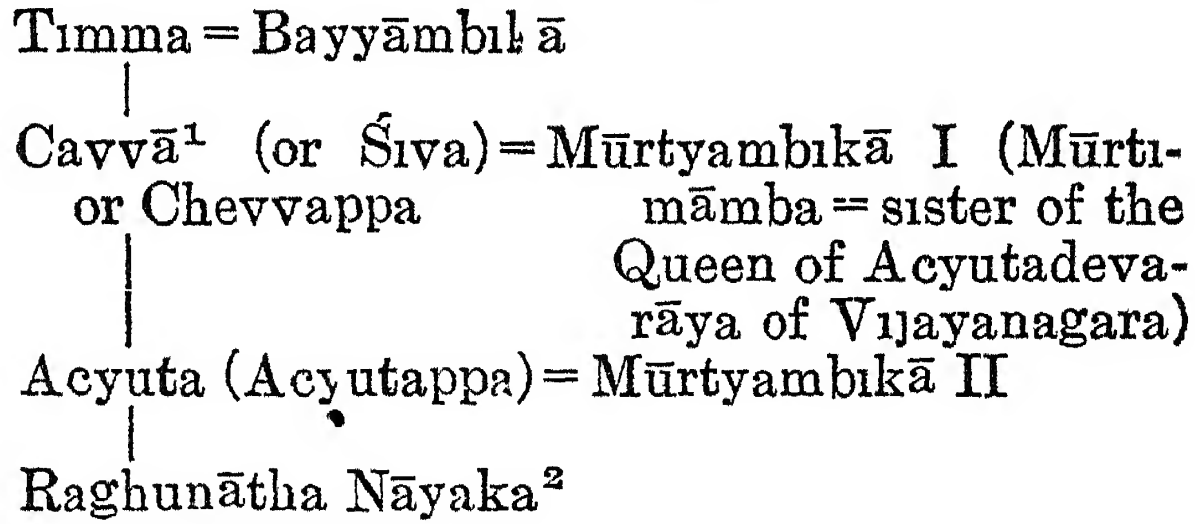 Timma = Bayyāmbikā
Cavvā¹ (or Śiva) = Mūrtyambikā I (Mūrti-
or Chevvappa māmba = sister of the
Queen of Acyutadeva-
rāya of Vijayanagara)
Acyuta (Acyutappa) = Mūrtyambikā II
Raghunātha Nāyaka²